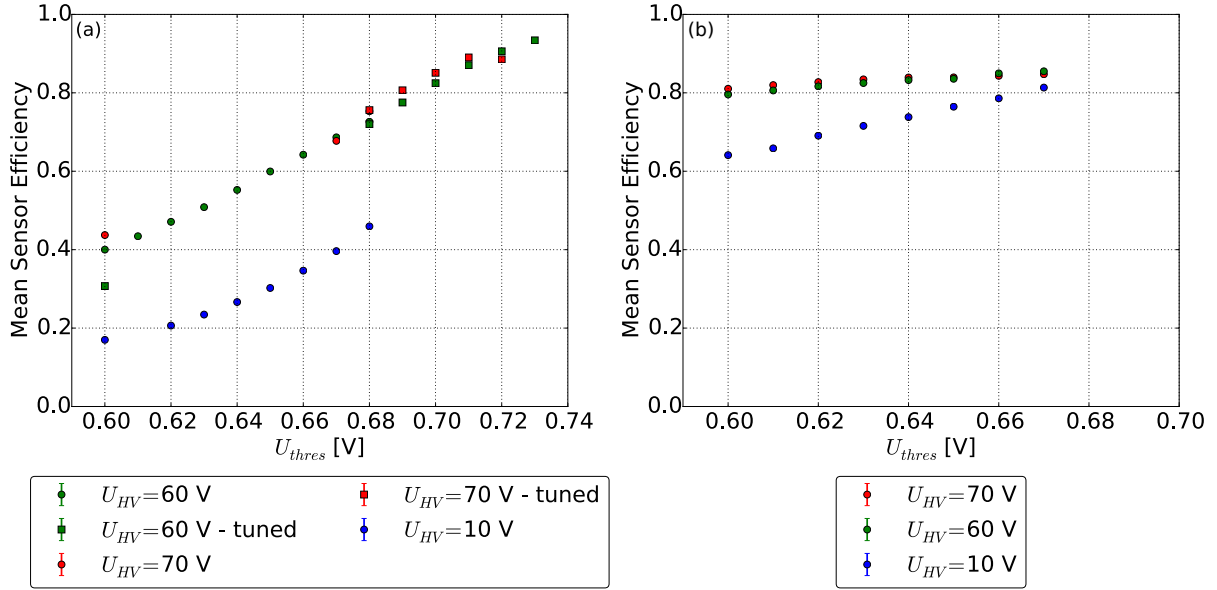 (a)
Mean Sensor Efficiency
1.0
0.8
0.6
0.4
0.2
0.0
0.60 0.62 0.64 0.66 0.68 0.70 0.72 0.74
U_thres [V]
U_HV=60 V
U_HV=60 V - tuned
U_HV=70 V
U_HV=70 V - tuned
U_HV=10 V
(b)
Mean Sensor Efficiency
1.0
0.8
0.6
0.4
0.2
0.0
0.60 0.62 0.64 0.66 0.68 0.70
U_thres [V]
U_HV=70 V
U_HV=60 V
U_HV=10 V